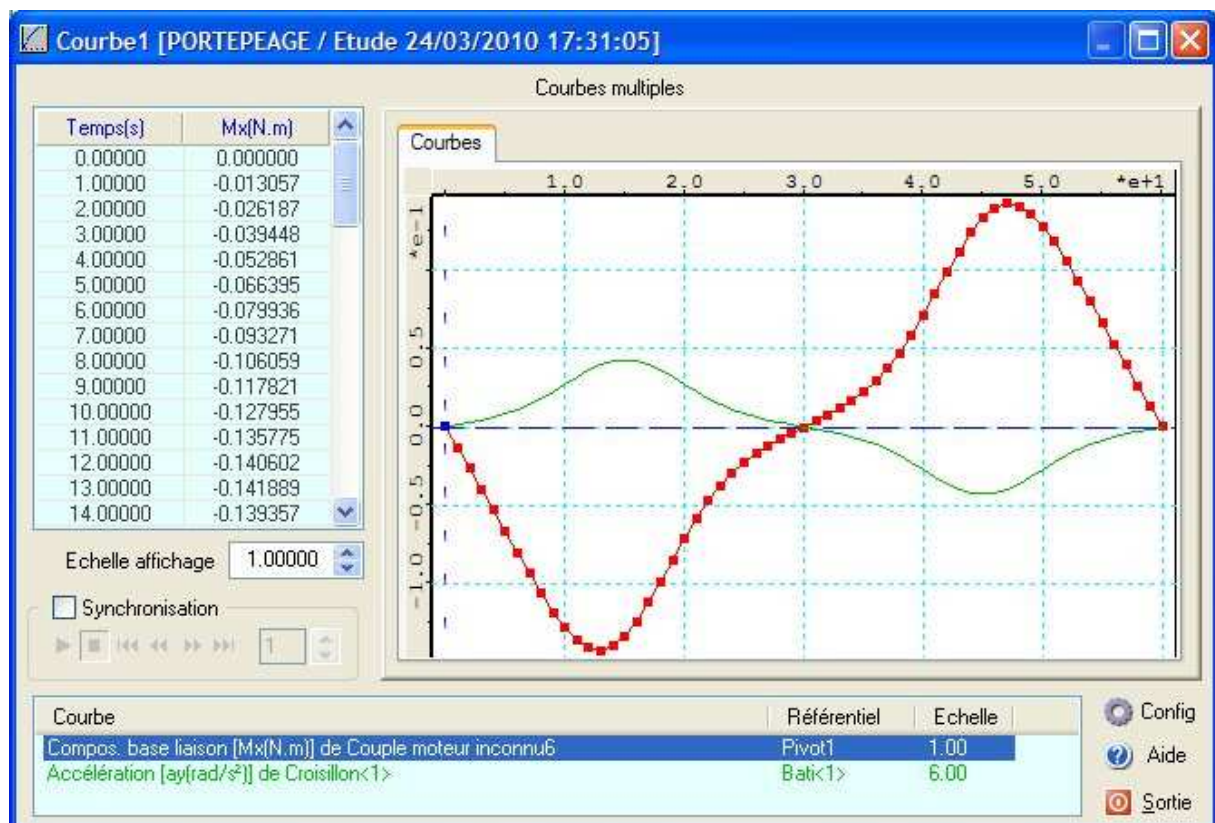 Courbe1 [PORTEPEAGE / Etude 24/03/2010 17:31:05]
Courbes multiples
Temps(s) Mx(N.m)
0.00000 0.000000
1.00000 -0.013057
2.00000 -0.026187
3.00000 -0.039448
4.00000 -0.052861
5.00000 -0.066395
6.00000 -0.079936
7.00000 -0.093271
8.00000 -0.106059
9.00000 -0.117821
10.00000 -0.127955
11.00000 -0.135775
12.00000 -0.140602
13.00000 -0.141889
14.00000 -0.139357
Courbes
1,0 2,0 3,0 4,0 5,0 *e+1
*e-1
0.5
0.0
-0.5
-1.0
Echelle affichage 1.00000
Synchronisation
1
Courbe Référentiel Echelle
Compos. base liaison [Mx(N.m)] de Couple moteur inconnu6 Pivot1 1.00
Accélération [ay(rad/s²)] de Croisillon<1> Bati<1> 6.00
Config
Aide
Sortie